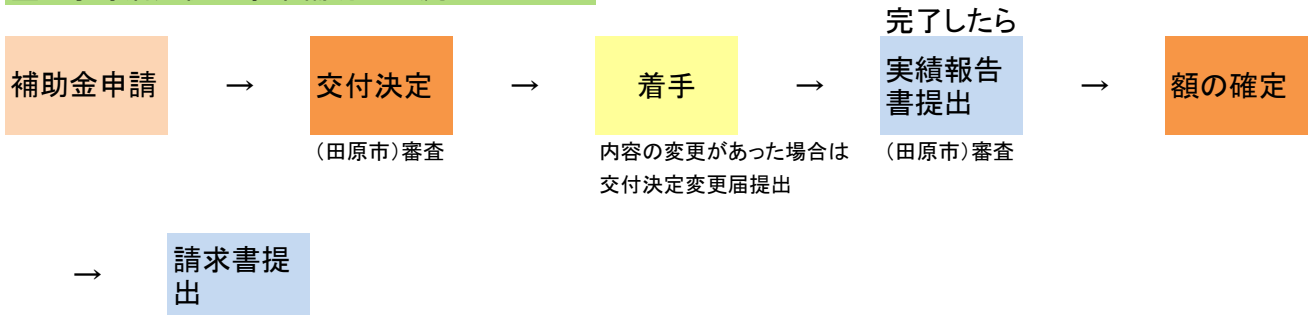 完了したら
補助金申請 → 交付決定 → 着手 → 実績報告書提出 → 額の確定
（田原市）審査
内容の変更があった場合は
交付決定変更届提出
（田原市）審査
→ 請求書提出